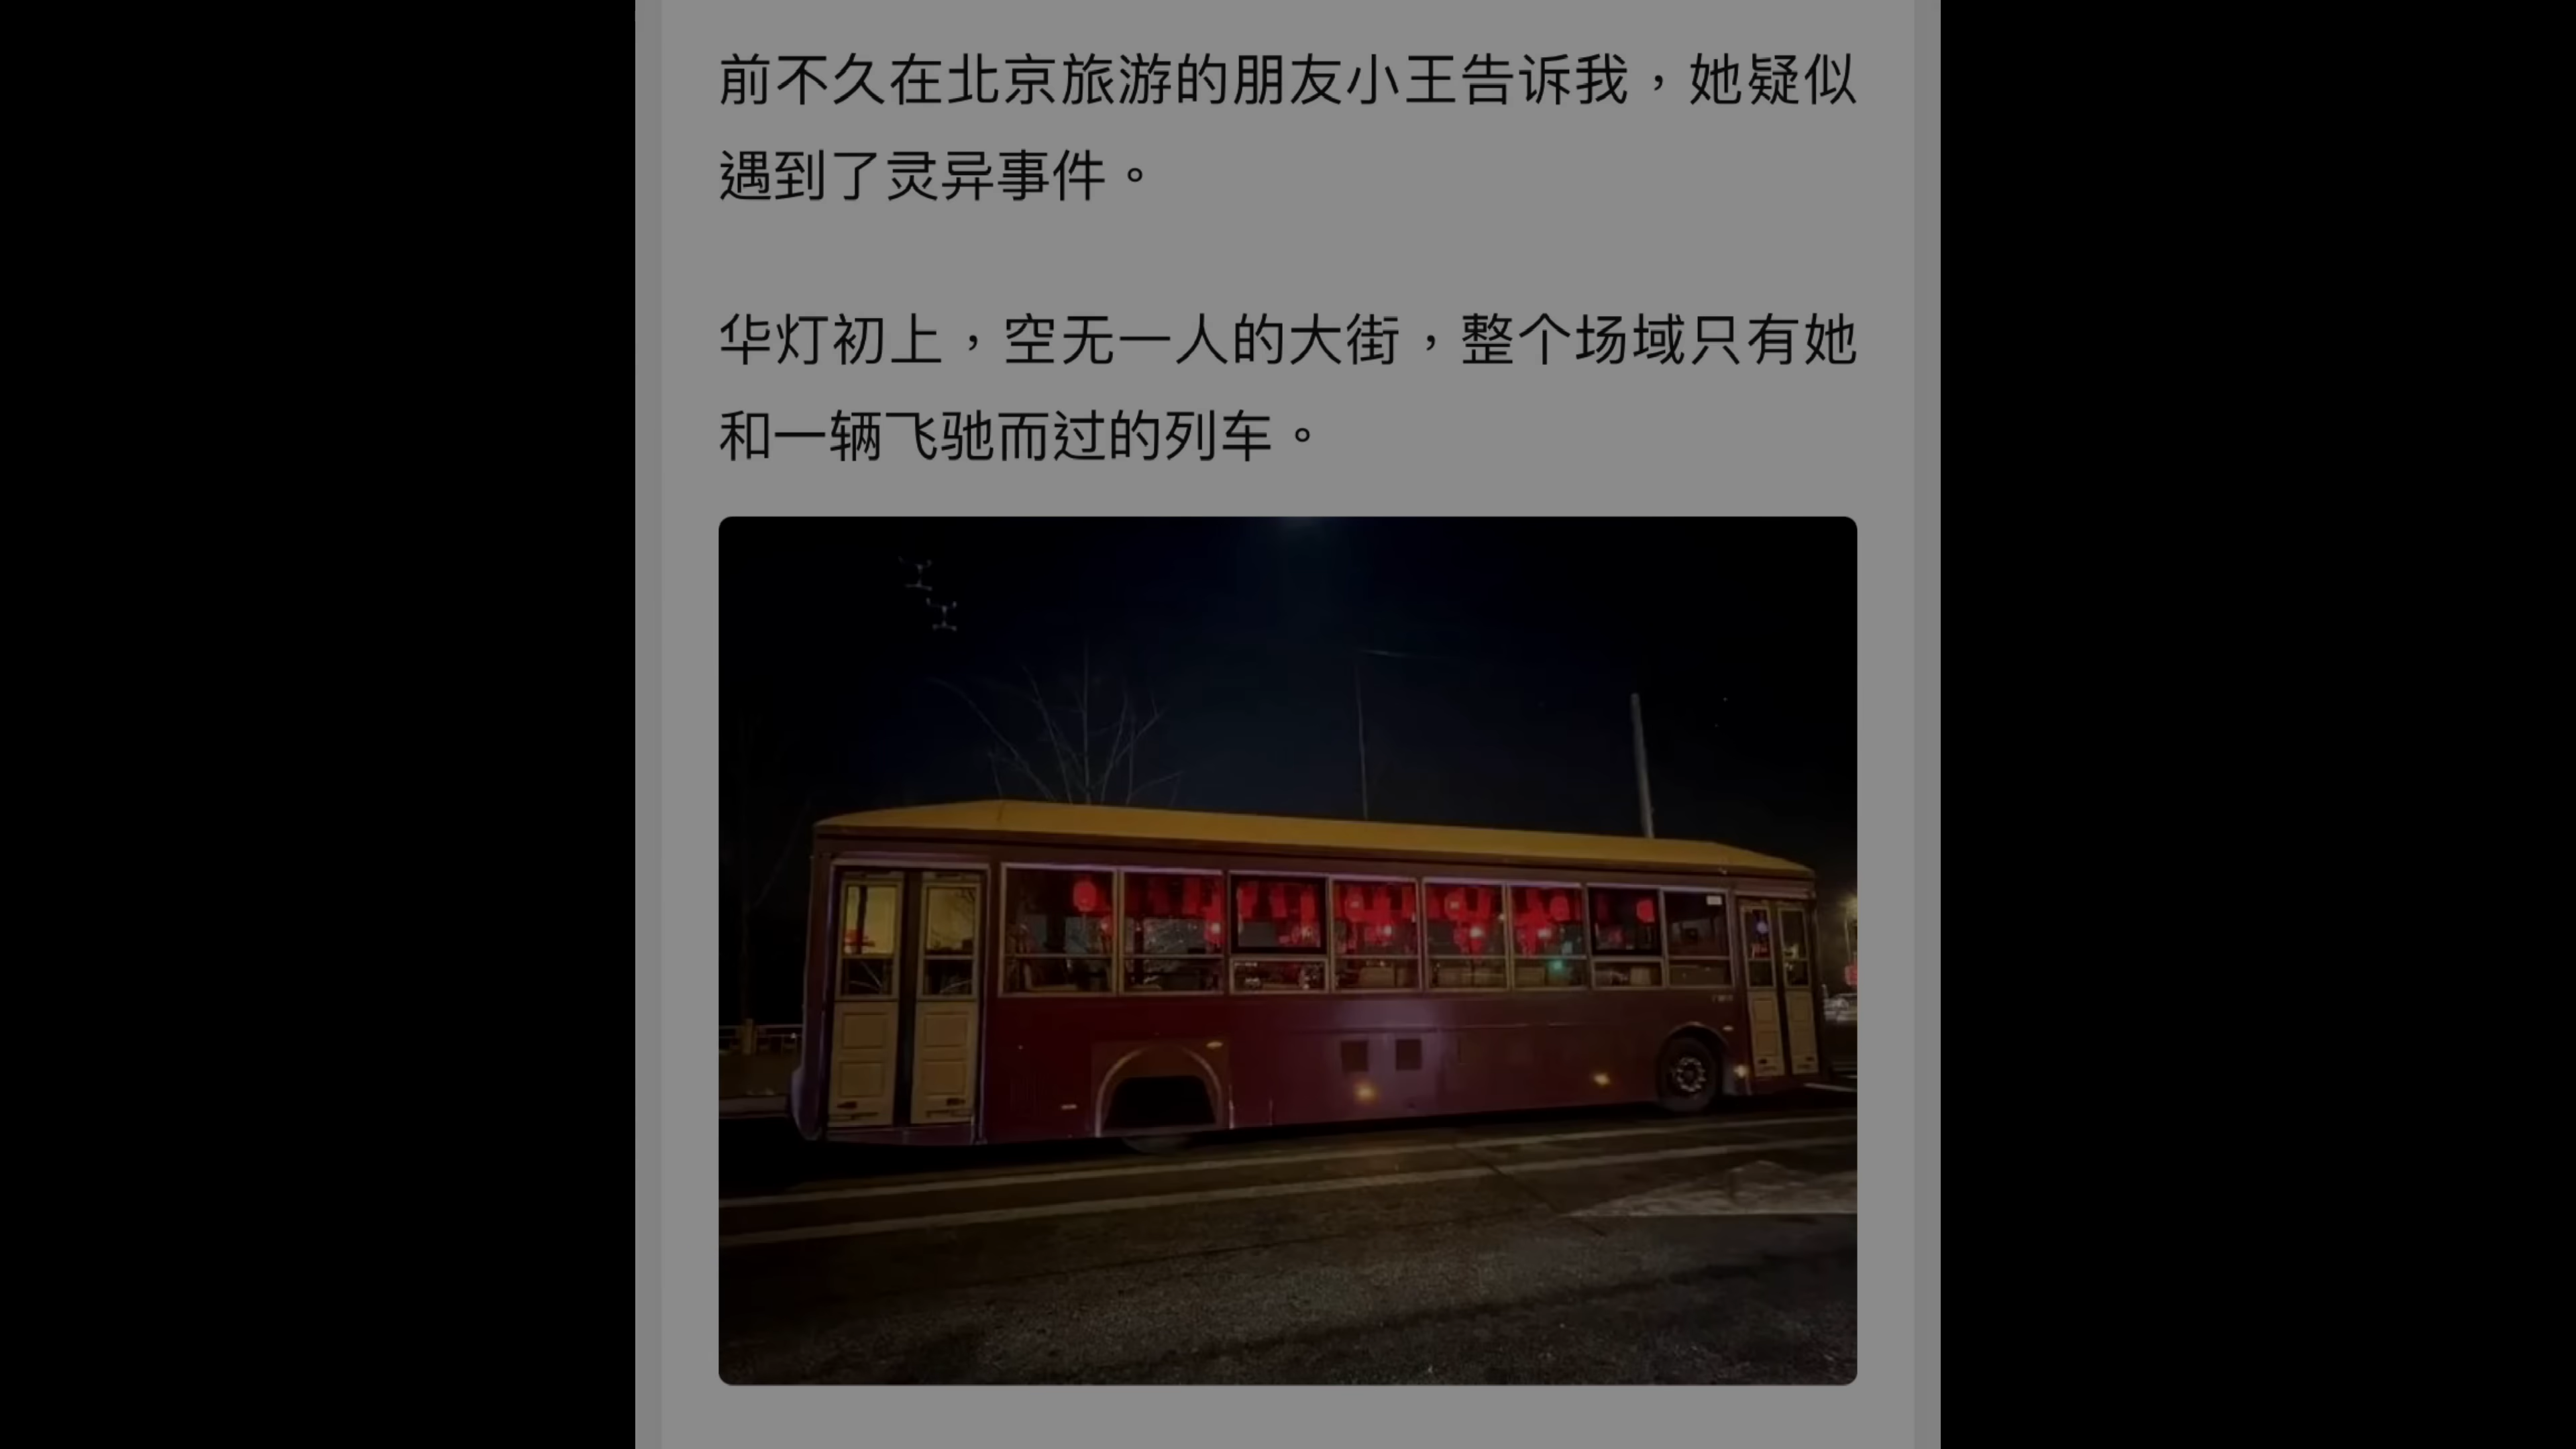 前不久在北京旅游的朋友小王告诉我，她疑似
遇到了灵异事件。
华灯初上，空无一人的大街，整个场域只有她
和一辆飞驰而过的列车。